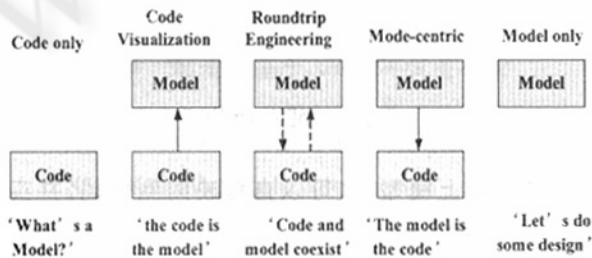 Code only
Code
Visualization
Roundtrip
Engineering
Mode-centric
Model only
Model
Model
Model
Model
Code
Code
Code
Code
'What' s a
Model?'
'the code is
the model'
'Code and
model coexist'
'The model is
the code'
'Let' s do
some design'